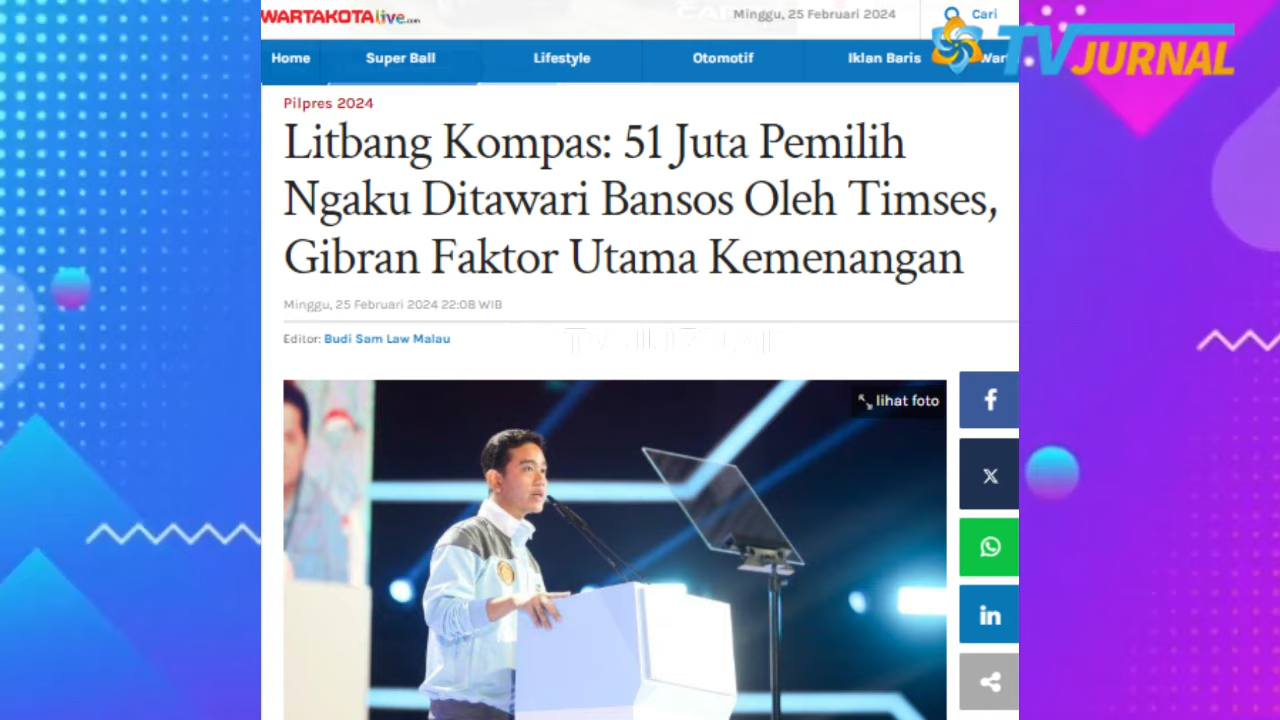 WARTAKOTAlive.com
Minggu, 25 Februari 2024
Cari
Home
Super Ball
Lifestyle
Otomotif
Iklan Baris
TV JURNAL
Pilpres 2024
Litbang Kompas: 51 Juta Pemilih
Ngaku Ditawari Bansos Oleh Timses,
Gibran Faktor Utama Kemenangan
Minggu, 25 Februari 2024 22:08 WIB
Editor: Budi Sam Law Malau
TV JURNAL
lihat foto